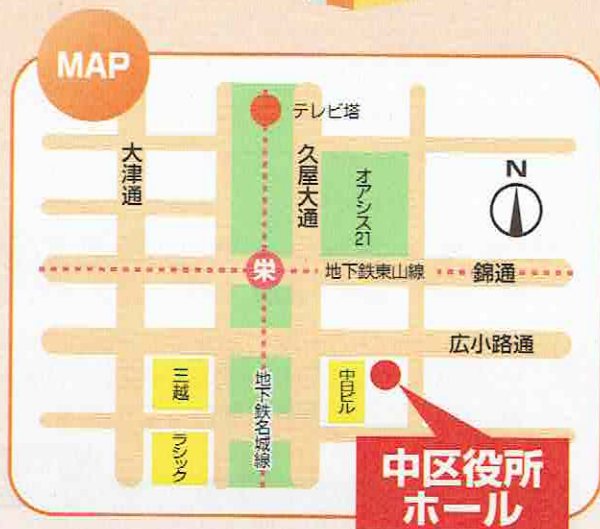 MAP
テレビ塔
大津通
久屋大通
オアシス21
N
栄
地下鉄東山線
錦通
広小路通
三越
地下鉄名城線
中日ビル
ラシック
中区役所
ホール